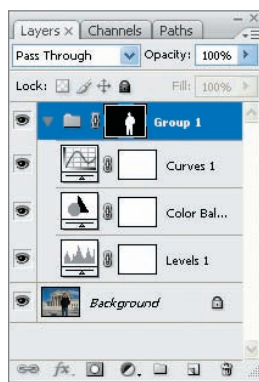 Layers x Channels Paths
Pass Through Opacity: 100%
Lock: Fill: 100%
Group 1
Curves 1
Color Bal...
Levels 1
Background
fx.